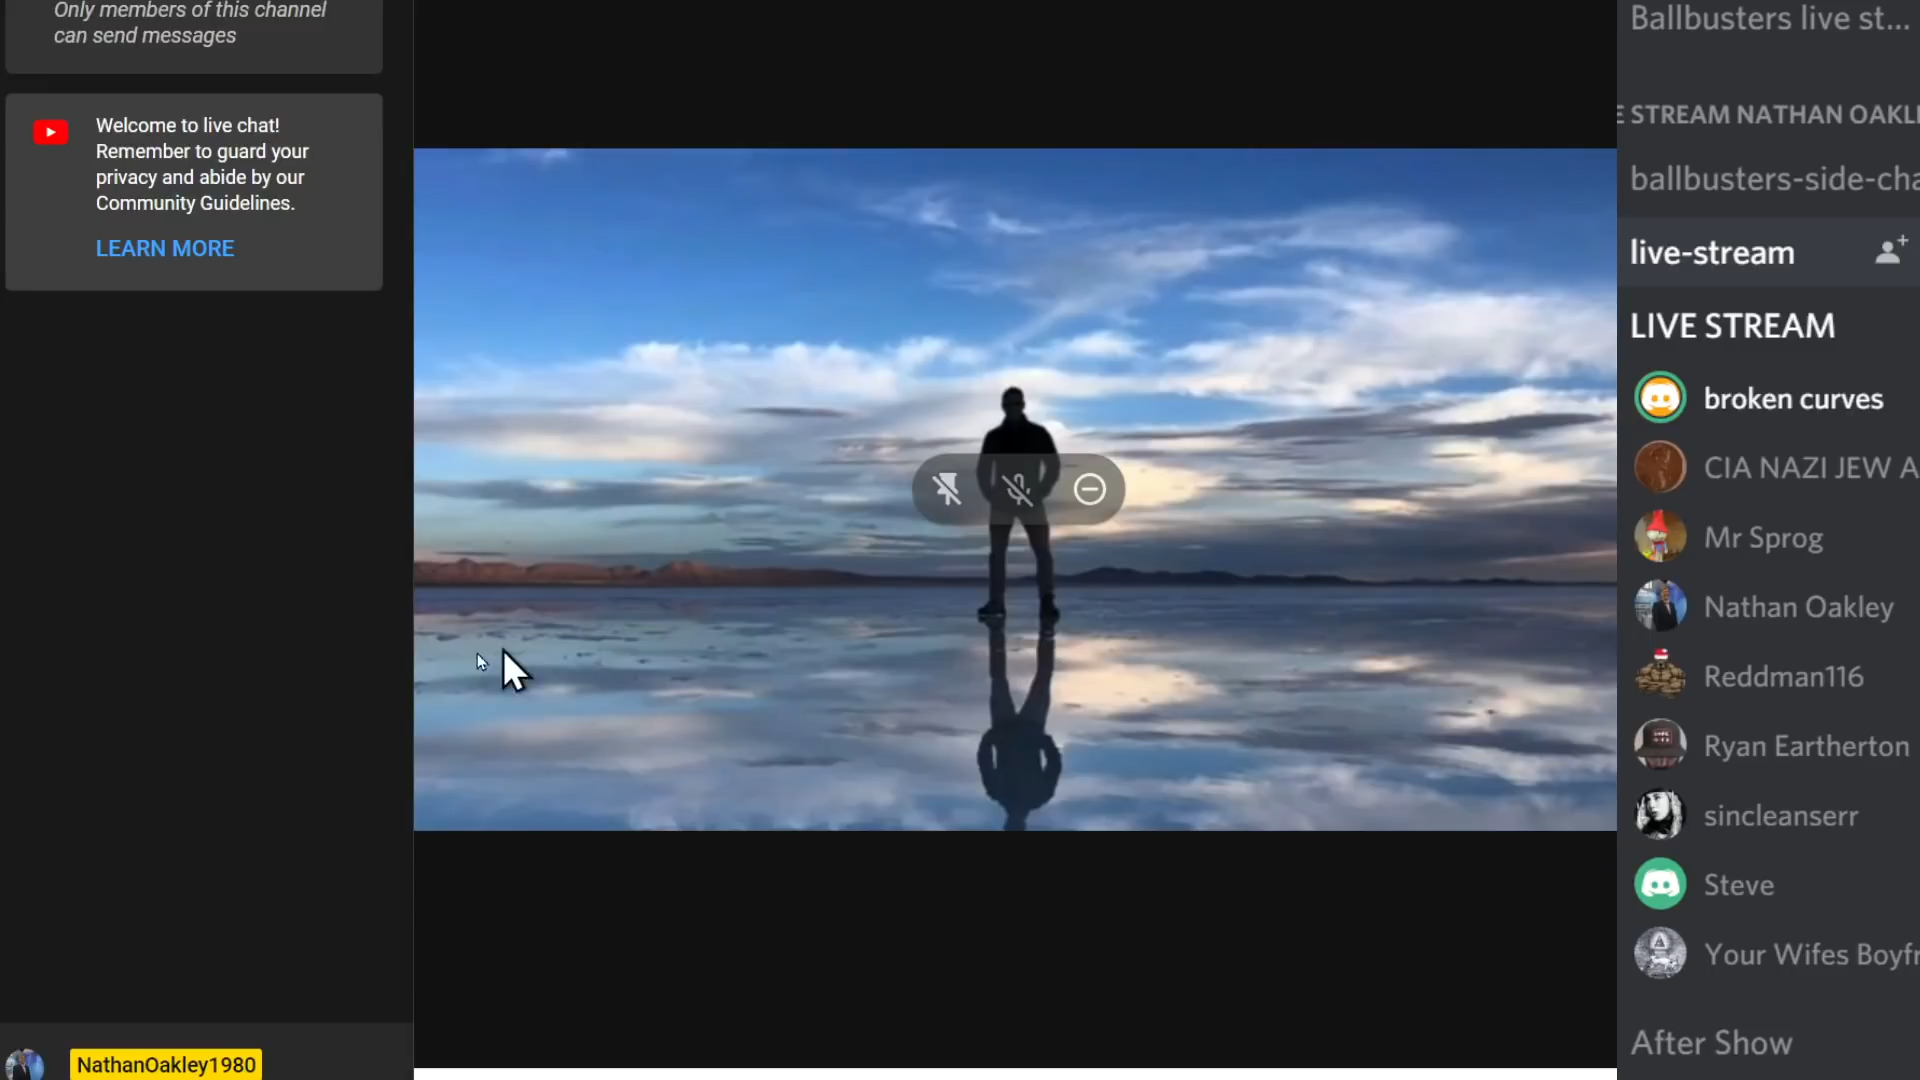 Only members of this channel
can send messages
Welcome to live chat!
Remember to guard your
privacy and abide by our
Community Guidelines.
LEARN MORE
NathanOakley1980
Ballbusters live st...
STREAM NATHAN OAKL
ballbusters-side-cha
live-stream
LIVE STREAM
broken curves
CIA NAZI JEW A
Mr Sprog
Nathan Oakley
Reddman116
Ryan Eartherton
sincleanserr
Steve
Your Wifes Boyfr
After Show